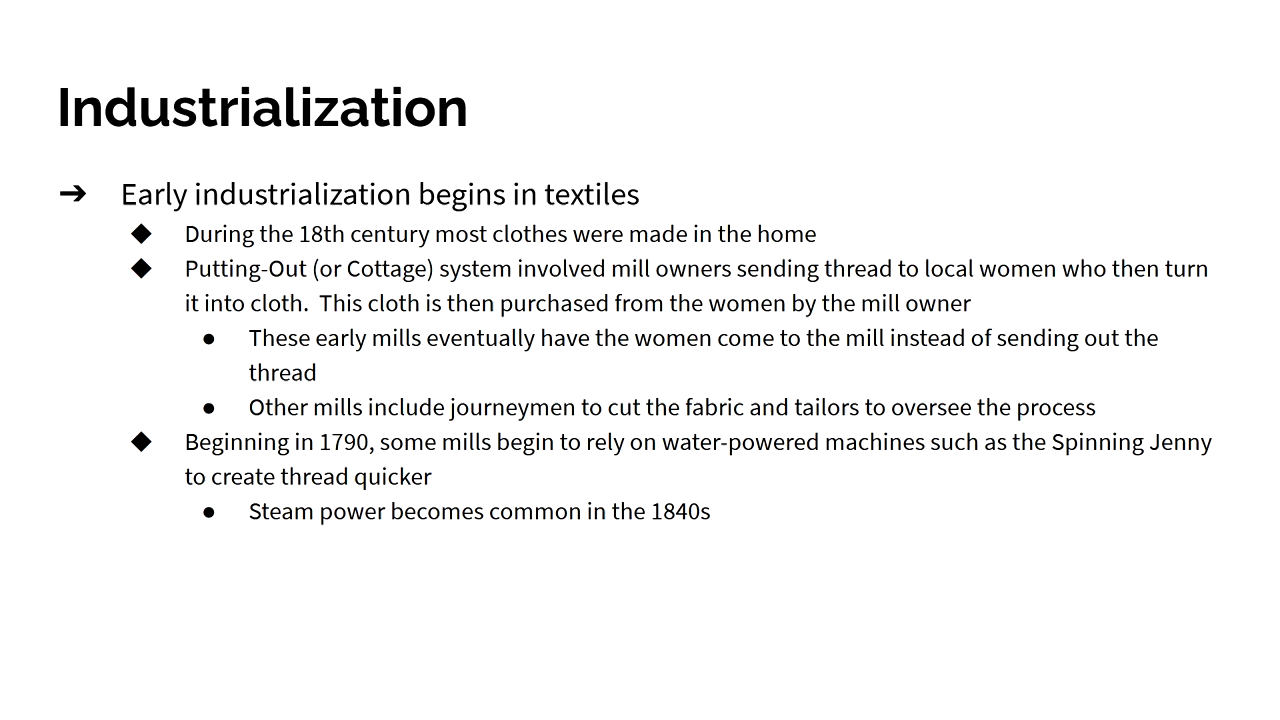 Industrialization
➔ Early industrialization begins in textiles
◆ During the 18th century most clothes were made in the home
◆ Putting-Out (or Cottage) system involved mill owners sending thread to local women who then turn
it into cloth.  This cloth is then purchased from the women by the mill owner
● These early mills eventually have the women come to the mill instead of sending out the
thread
● Other mills include journeymen to cut the fabric and tailors to oversee the process
◆ Beginning in 1790, some mills begin to rely on water-powered machines such as the Spinning Jenny
to create thread quicker
● Steam power becomes common in the 1840s